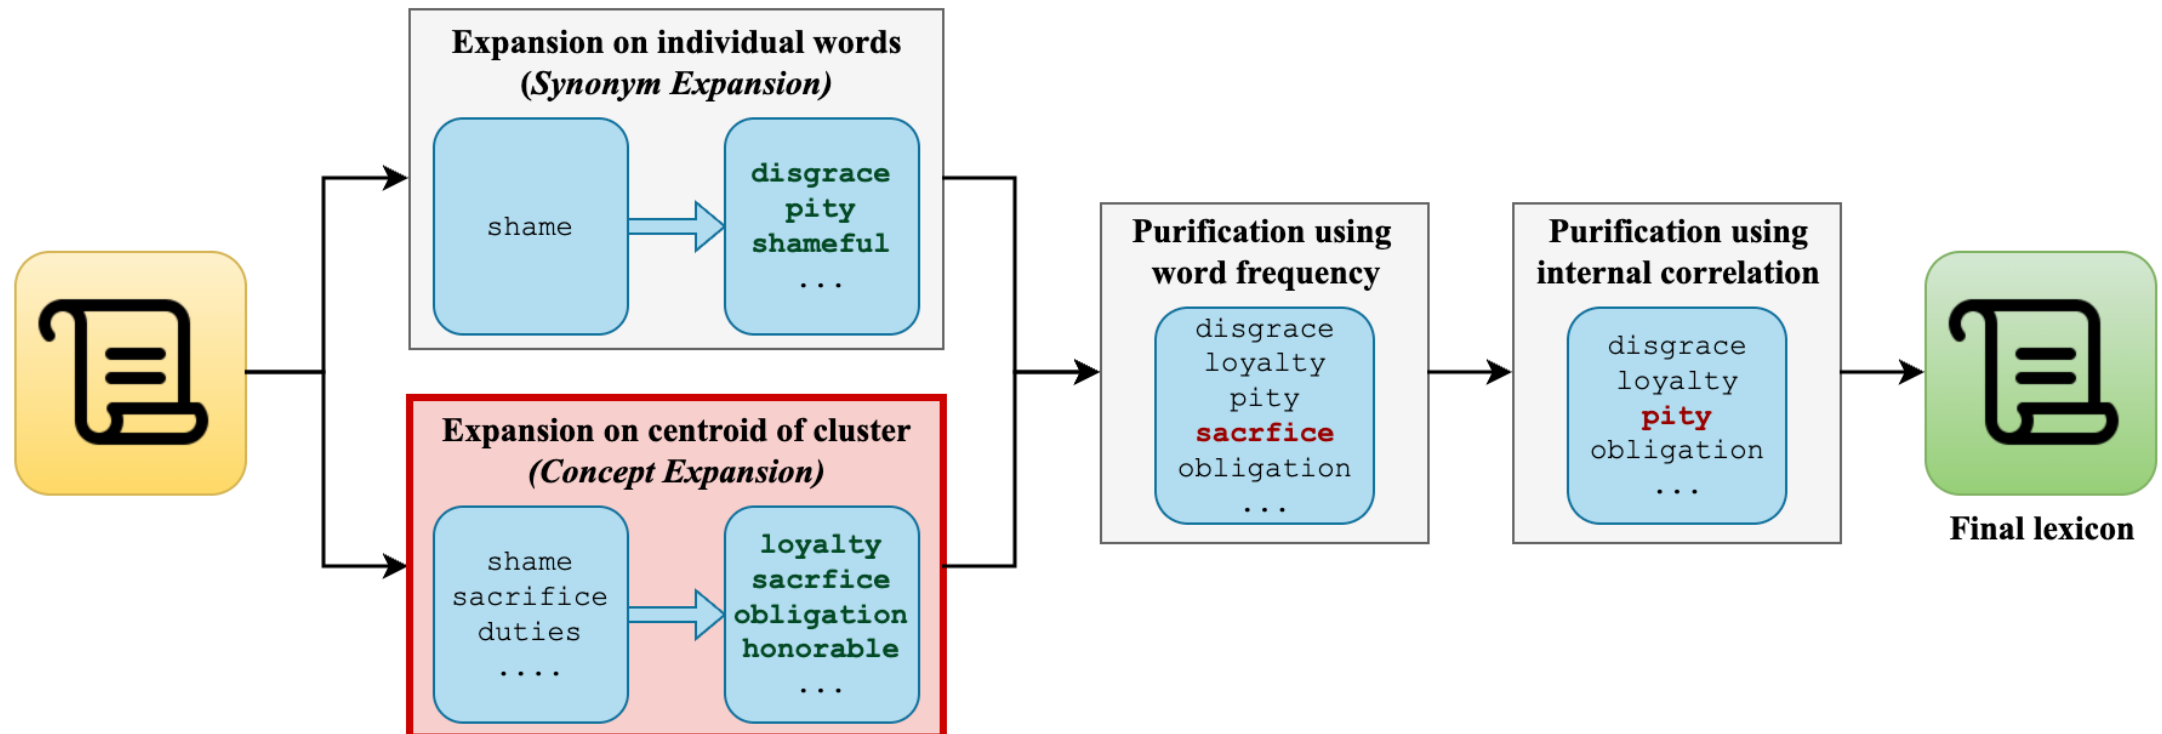 Expansion on individual words
(Synonym Expansion)
shame
disgrace
pity
shameful
...
Expansion on centroid of cluster
(Concept Expansion)
shame
sacrifice
duties
....
loyalty
sacrfice
obligation
honorable
...
Purification using
word frequency
disgrace
loyalty
pity
sacrfice
obligation
...
Purification using
internal correlation
disgrace
loyalty
pity
obligation
...
Final lexicon